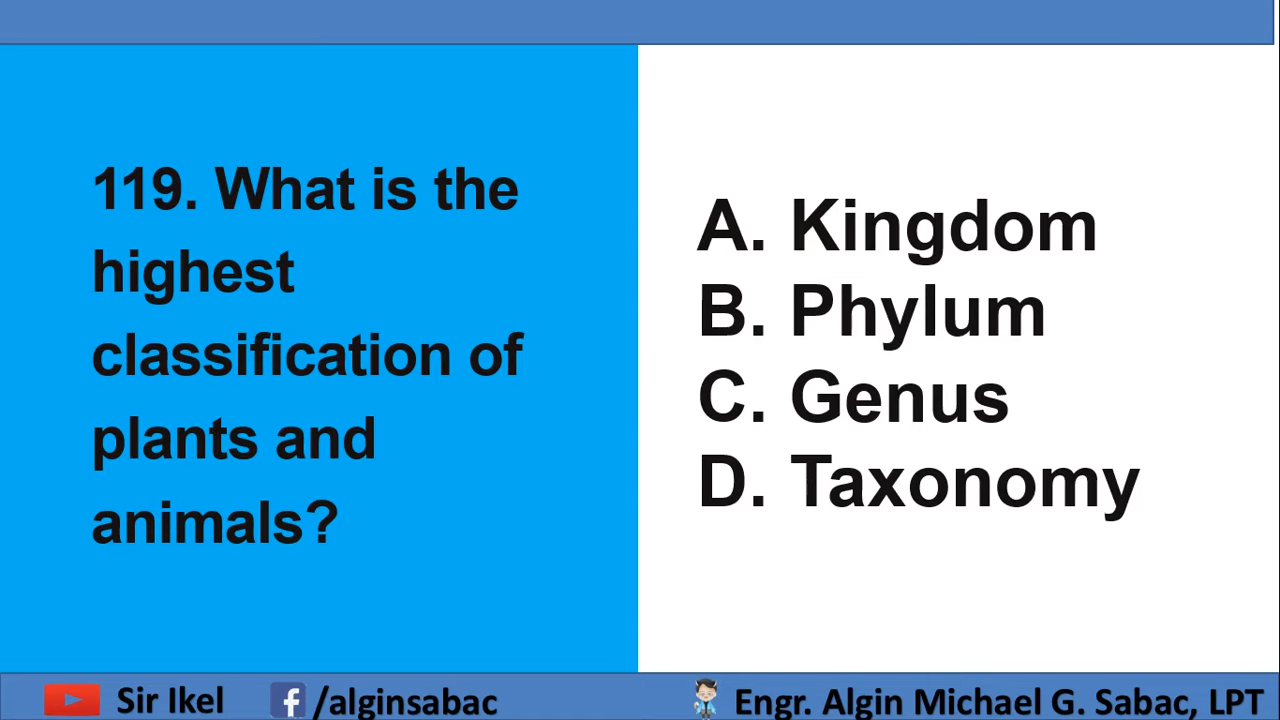 119. What is the
highest
classification of
plants and
animals?
A. Kingdom
B. Phylum
C. Genus
D. Taxonomy
Sir Ikel
/alginsabac
Engr. Algin Michael G. Sabac, LPT